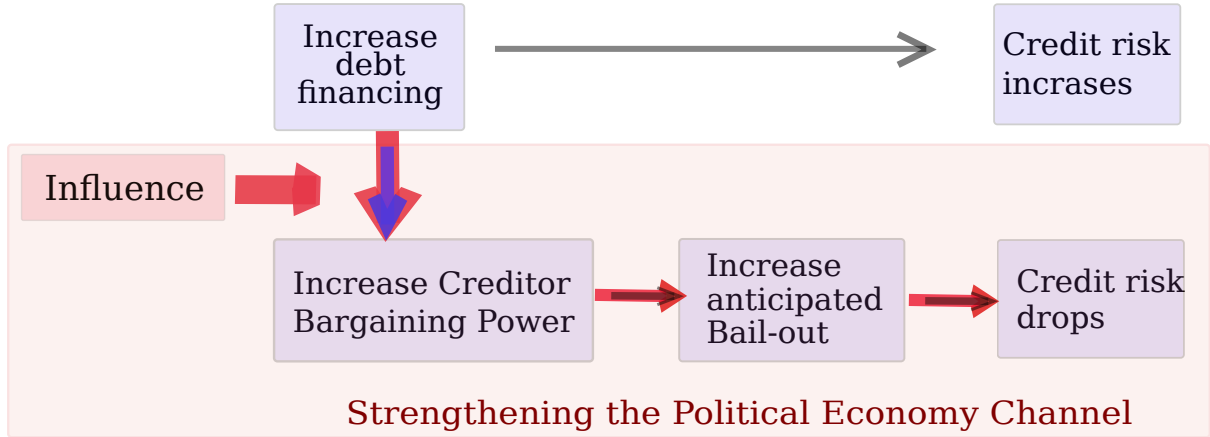 Increase
debt
financing
Credit risk
incrases
Influence
Increase Creditor
Bargaining Power
Increase
anticipated
Bail-out
Credit risk
drops
Strengthening the Political Economy Channel